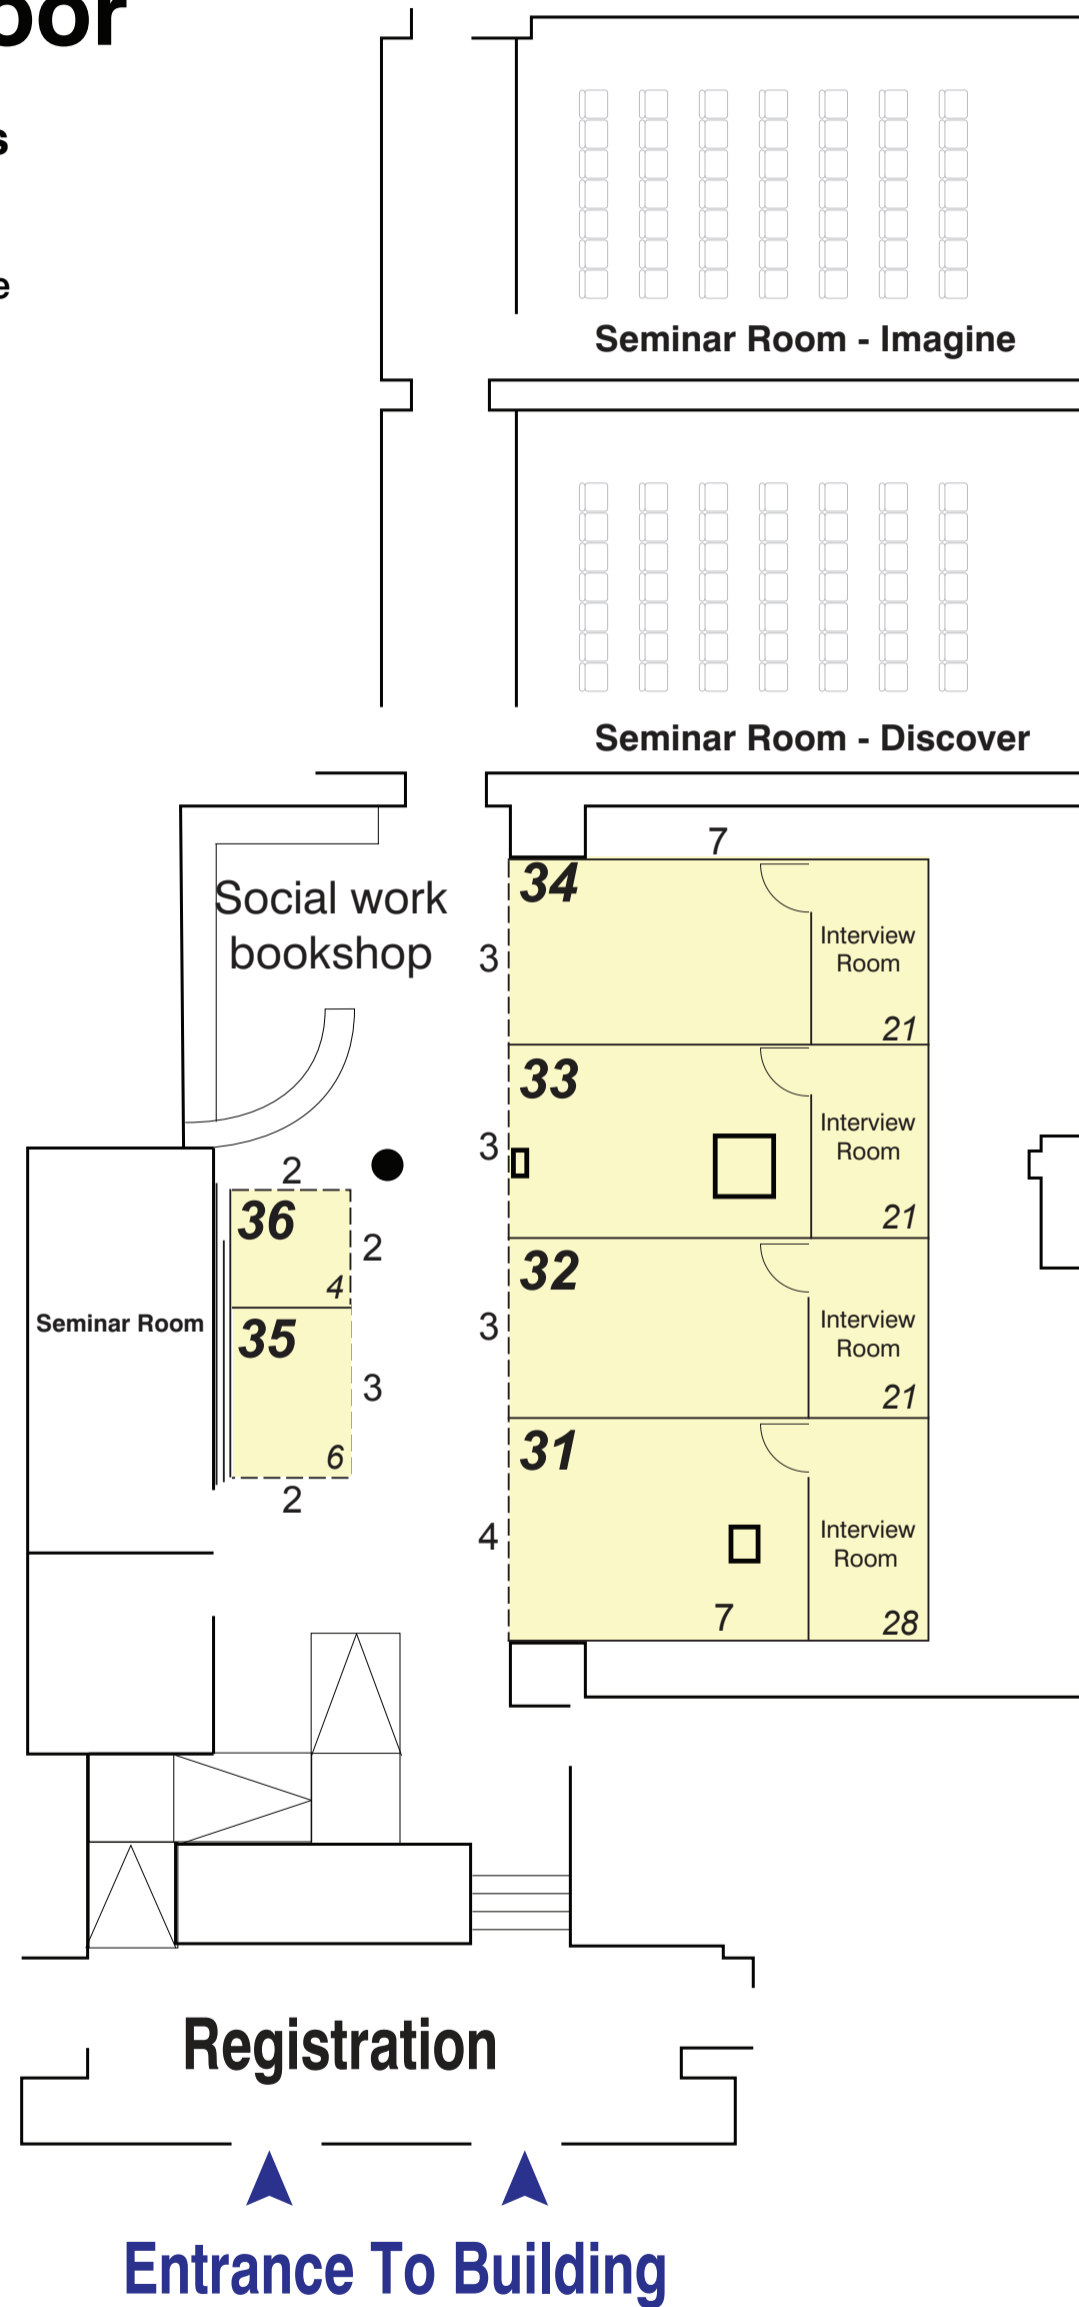 oor
s
e
Seminar Room - Imagine
Seminar Room - Discover
7
34
Social work
bookshop
3
Interview
Room
21
33
3
Interview
Room
21
2
36
2
4
32
3
Interview
Room
21
Seminar Room
35
3
6
2
31
4
Interview
Room
7
28
Registration
Entrance To Building